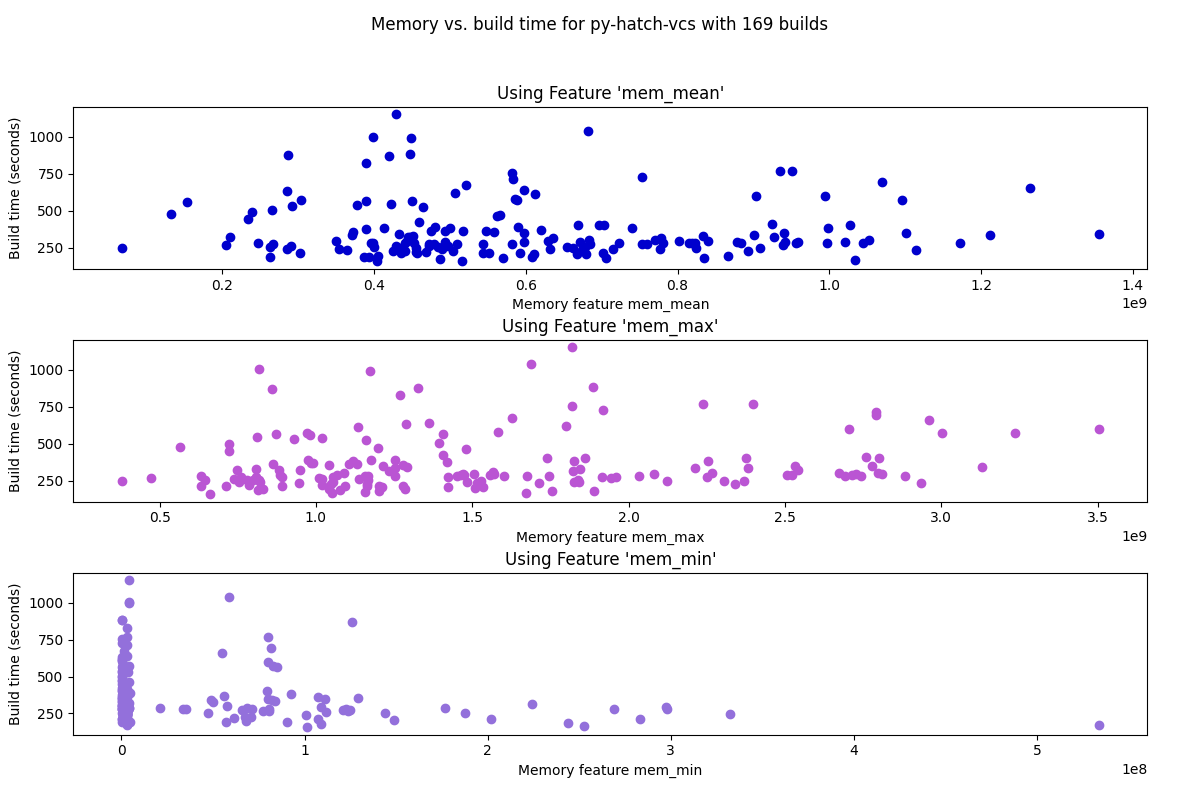 Memory vs. build time for py-hatch-vcs with 169 builds
Using Feature 'mem_mean'
Build time (seconds)
1000
750
500
250
0.2 0.4 0.6 0.8 1.0 1.2 1.4
1e9
Memory feature mem_mean
Using Feature 'mem_max'
Build time (seconds)
1000
750
500
250
0.5 1.0 1.5 2.0 2.5 3.0 3.5
1e9
Memory feature mem_max
Using Feature 'mem_min'
Build time (seconds)
1000
750
500
250
0 1 2 3 4 5
1e8
Memory feature mem_min